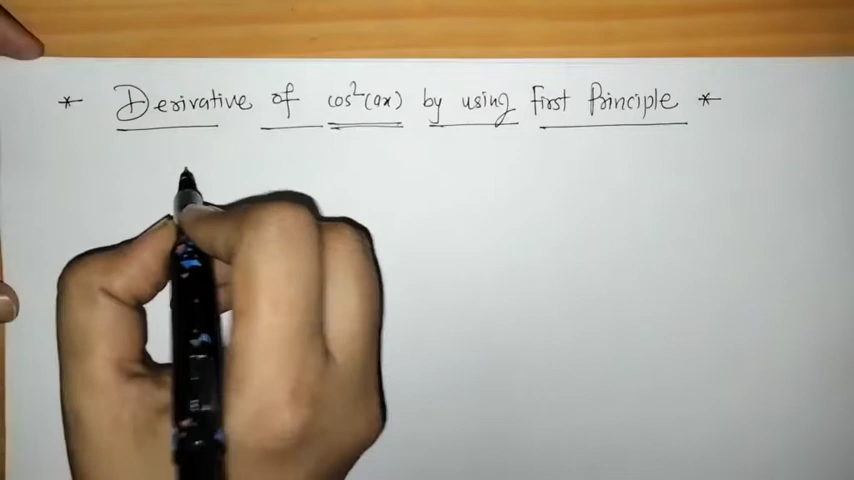 * Derivative of cos²(ax) by using first Principle *